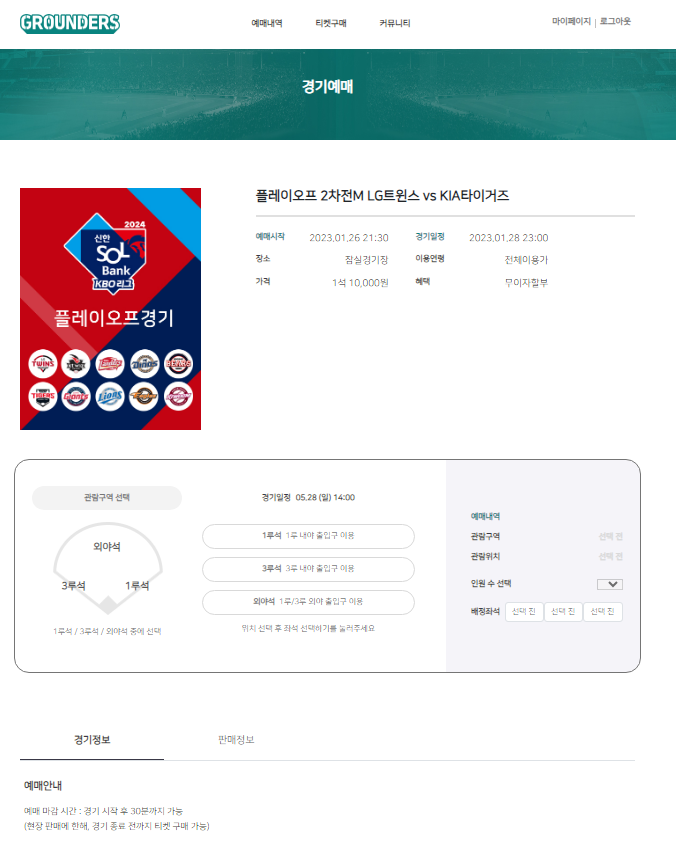 GROUNDERS
예매내역 티켓구매 커뮤니티
마이페이지 | 로그아웃
경기예매
2024
신한
SOL
Bank
KBO 리그
플레이오프경기
TWINS
Landers
Dinos
BEARS
TIGERS
Giants
Lions
플레이오프 2차전M LG트윈스 vs KIA타이거즈
예매시작 2023.01.26 21:30 경기일정 2023.01.28 23:00
장소 잠실경기장 이용연령 전체이용가
가격 1석 10,000원 혜택 무이자할부
관람구역 선택
외야석
3루석 1루석
1루석 / 3루석 / 외야석 중에 선택
경기일정 05.28 (일) 14:00
1루석 1루 내야 출입구 이용
3루석 3루 내야 출입구 이용
외야석 1루/3루 외야 출입구 이용
위치 선택 후 좌석 선택하기를 눌러주세요
예매내역
관람구역 선택 전
관람위치 선택 전
인원 수 선택
배정좌석 선택 전 선택 전 선택 전
경기정보 판매정보
예매안내
예매 마감 시간 : 경기 시작 후 30분까지 가능
(현장 판매에 한해, 경기 종료 전까지 티켓 구매 가능)